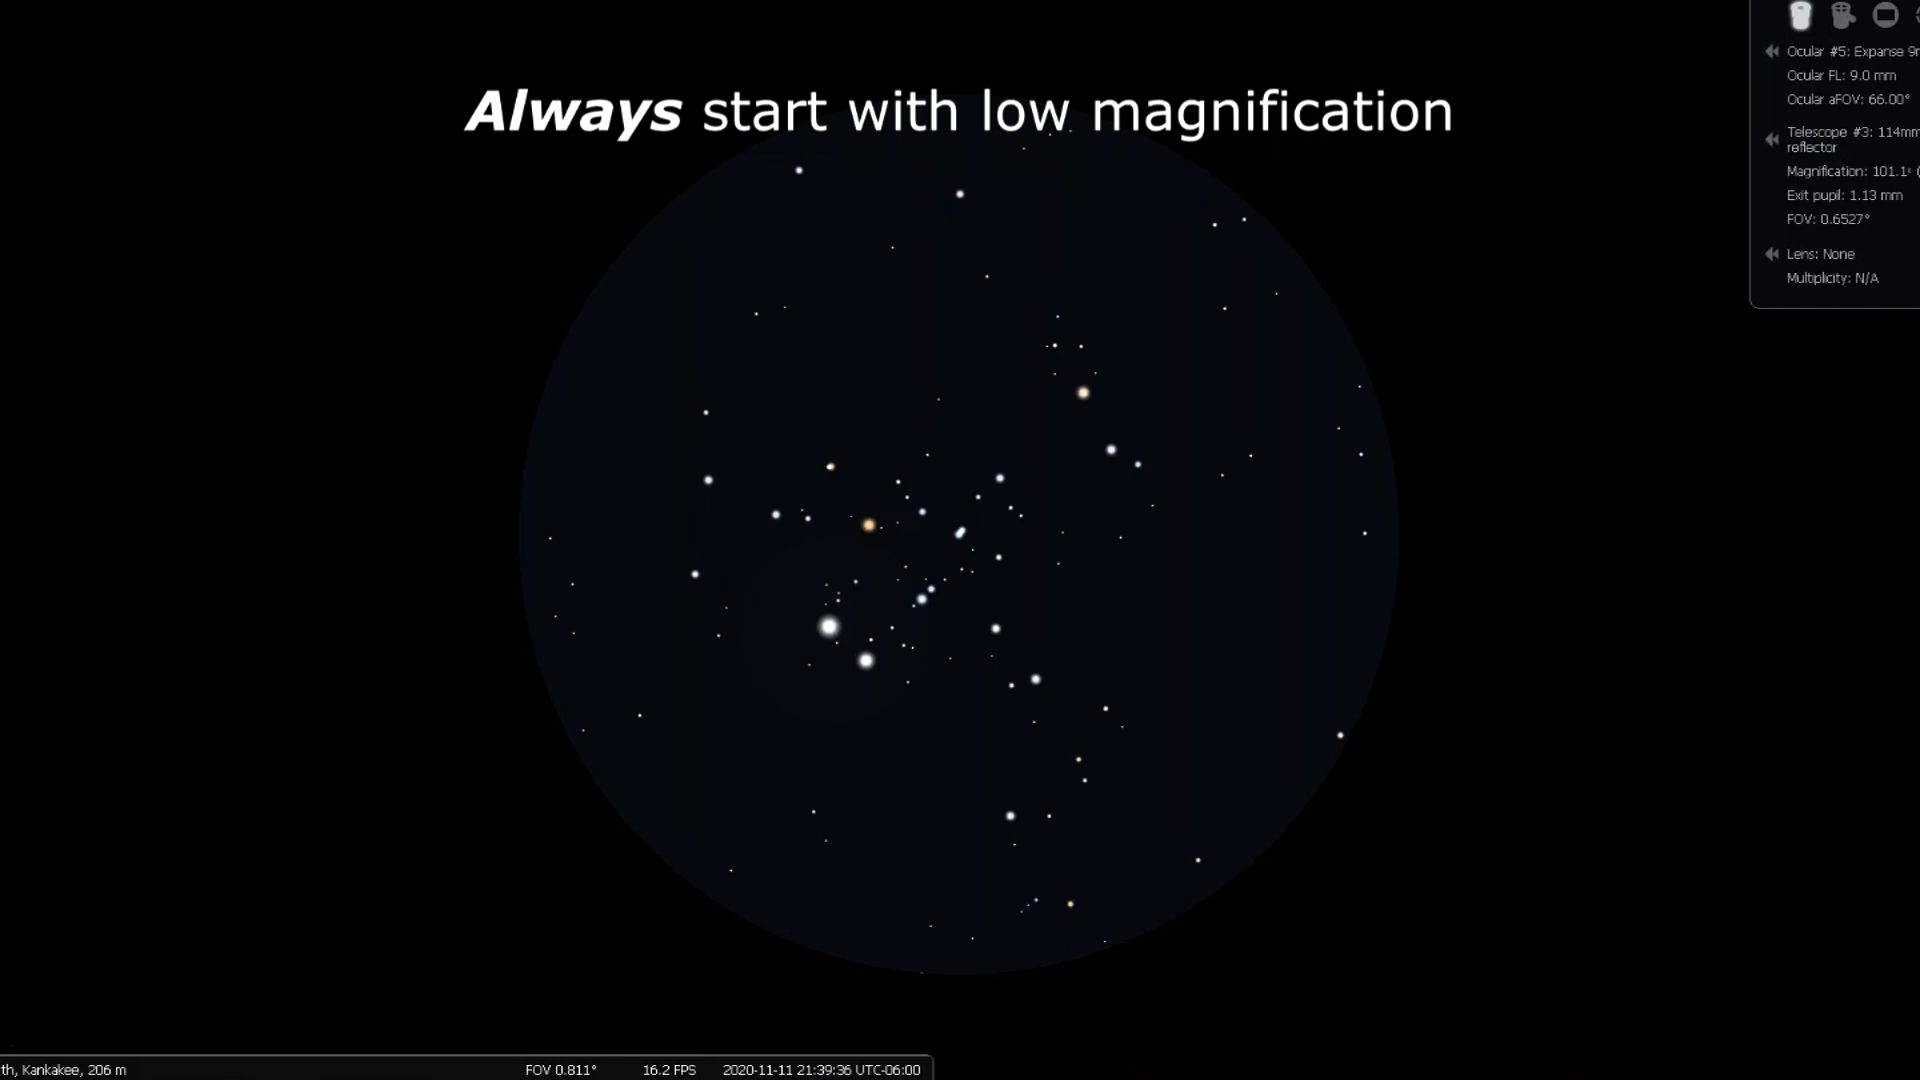 Always start with low magnification
Ocular #5: Expanse
Ocular FL: 9.0 mm
Ocular aFOV: 66.00°
Telescope #3: 114mm
reflector
Magnification: 101.1×
Exit pupil: 1.13 mm
FOV: 0.6527°
Lens: None
Multiplicity: N/A
th, Kankakee, 206 m FOV 0.811° 16.2 FPS 2020-11-11 21:39:36 UTC-06:00